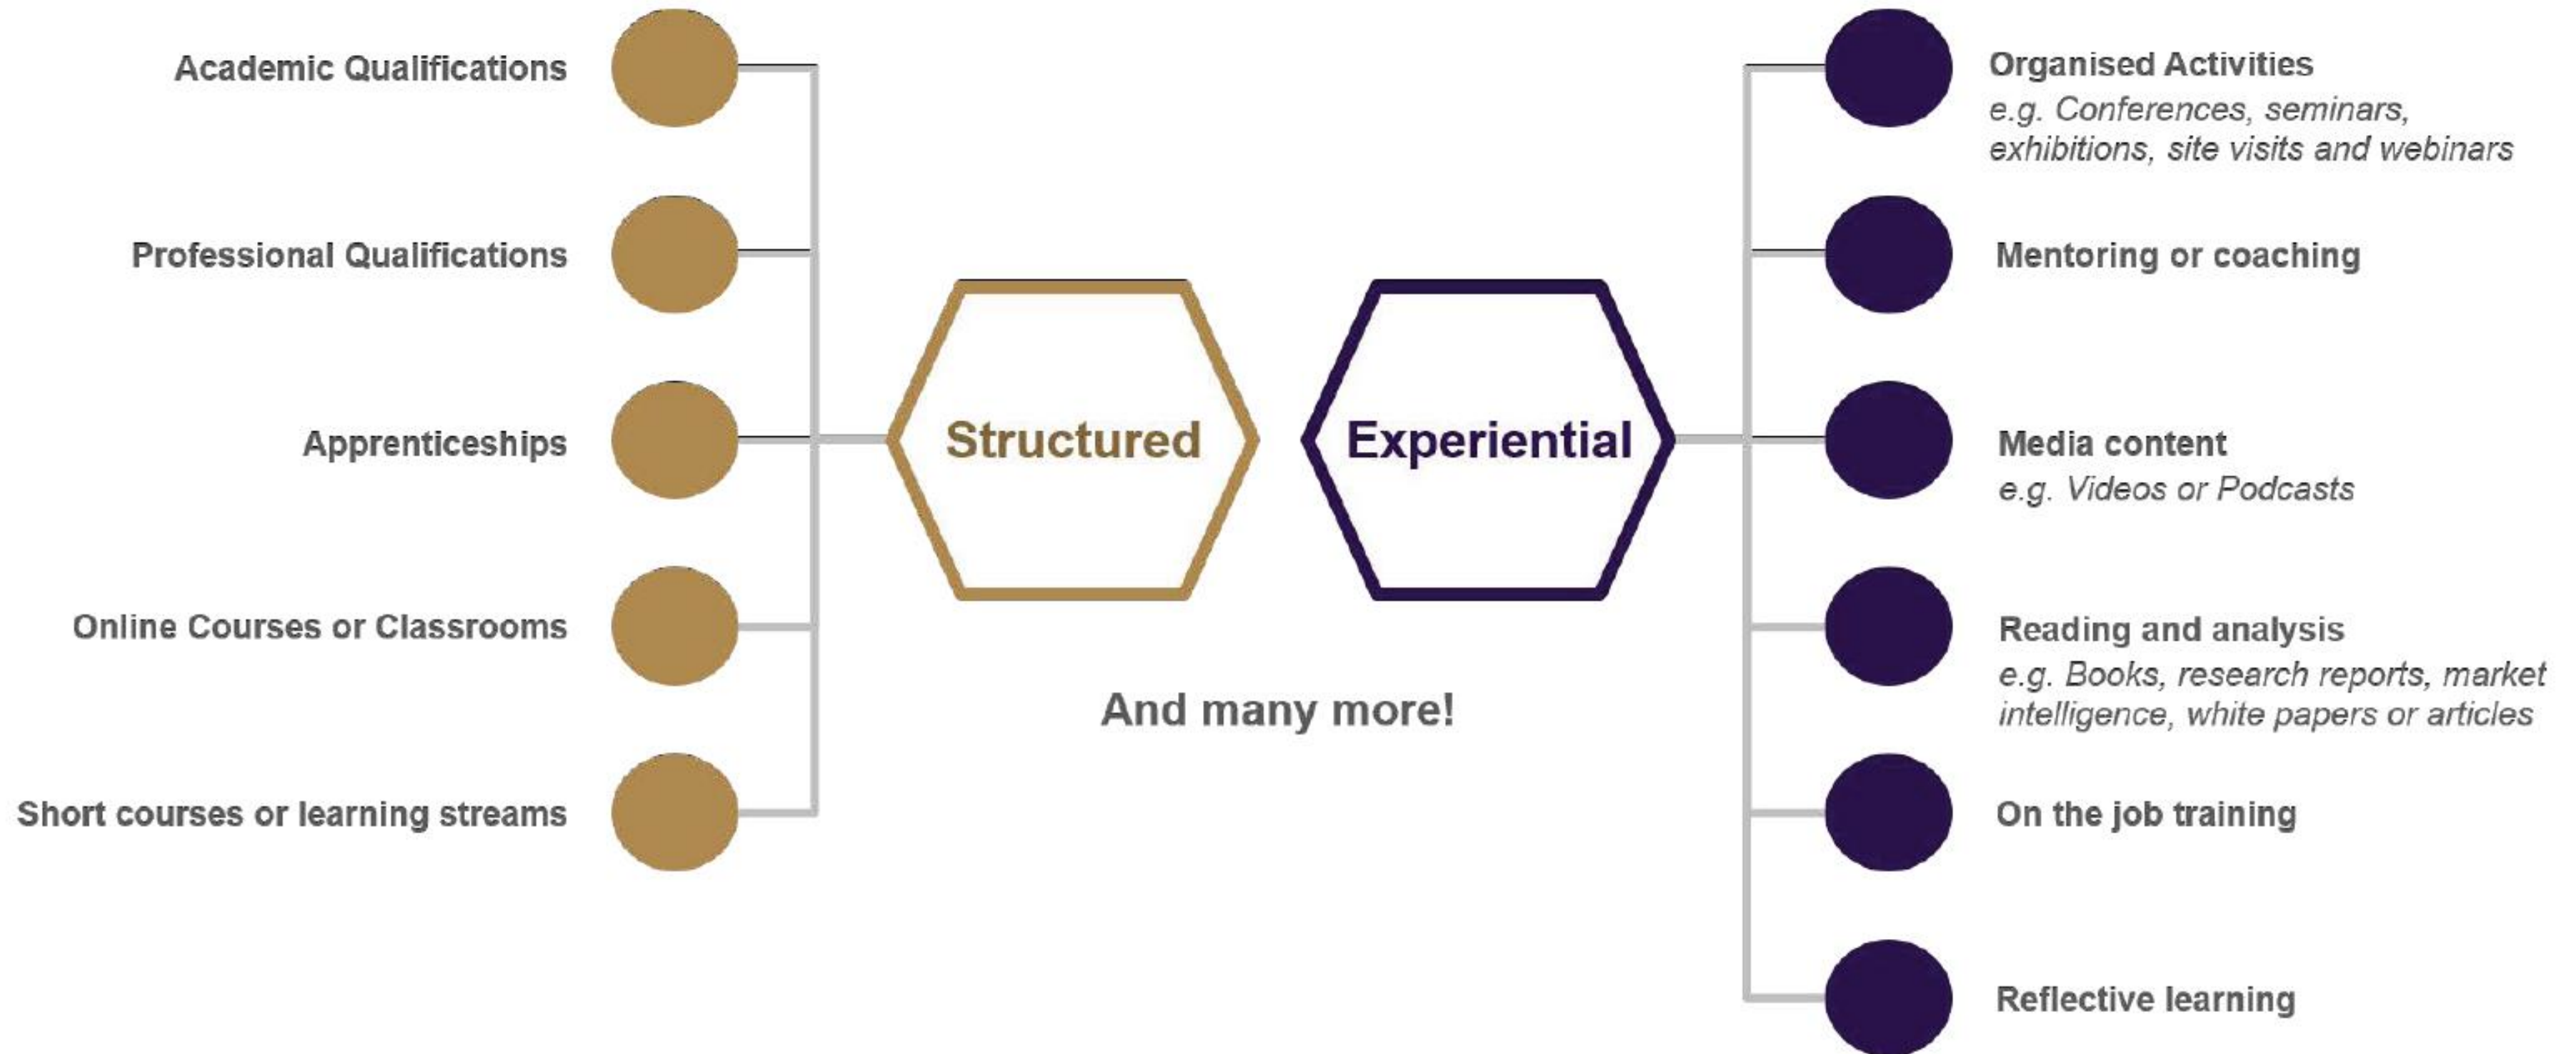 Academic Qualifications
Professional Qualifications
Apprenticeships
Online Courses or Classrooms
Short courses or learning streams
Structured
Experiential
And many more!
Organised Activities
e.g. Conferences, seminars,
exhibitions, site visits and webinars
Mentoring or coaching
Media content
e.g. Videos or Podcasts
Reading and analysis
e.g. Books, research reports, market
intelligence, white papers or articles
On the job training
Reflective learning